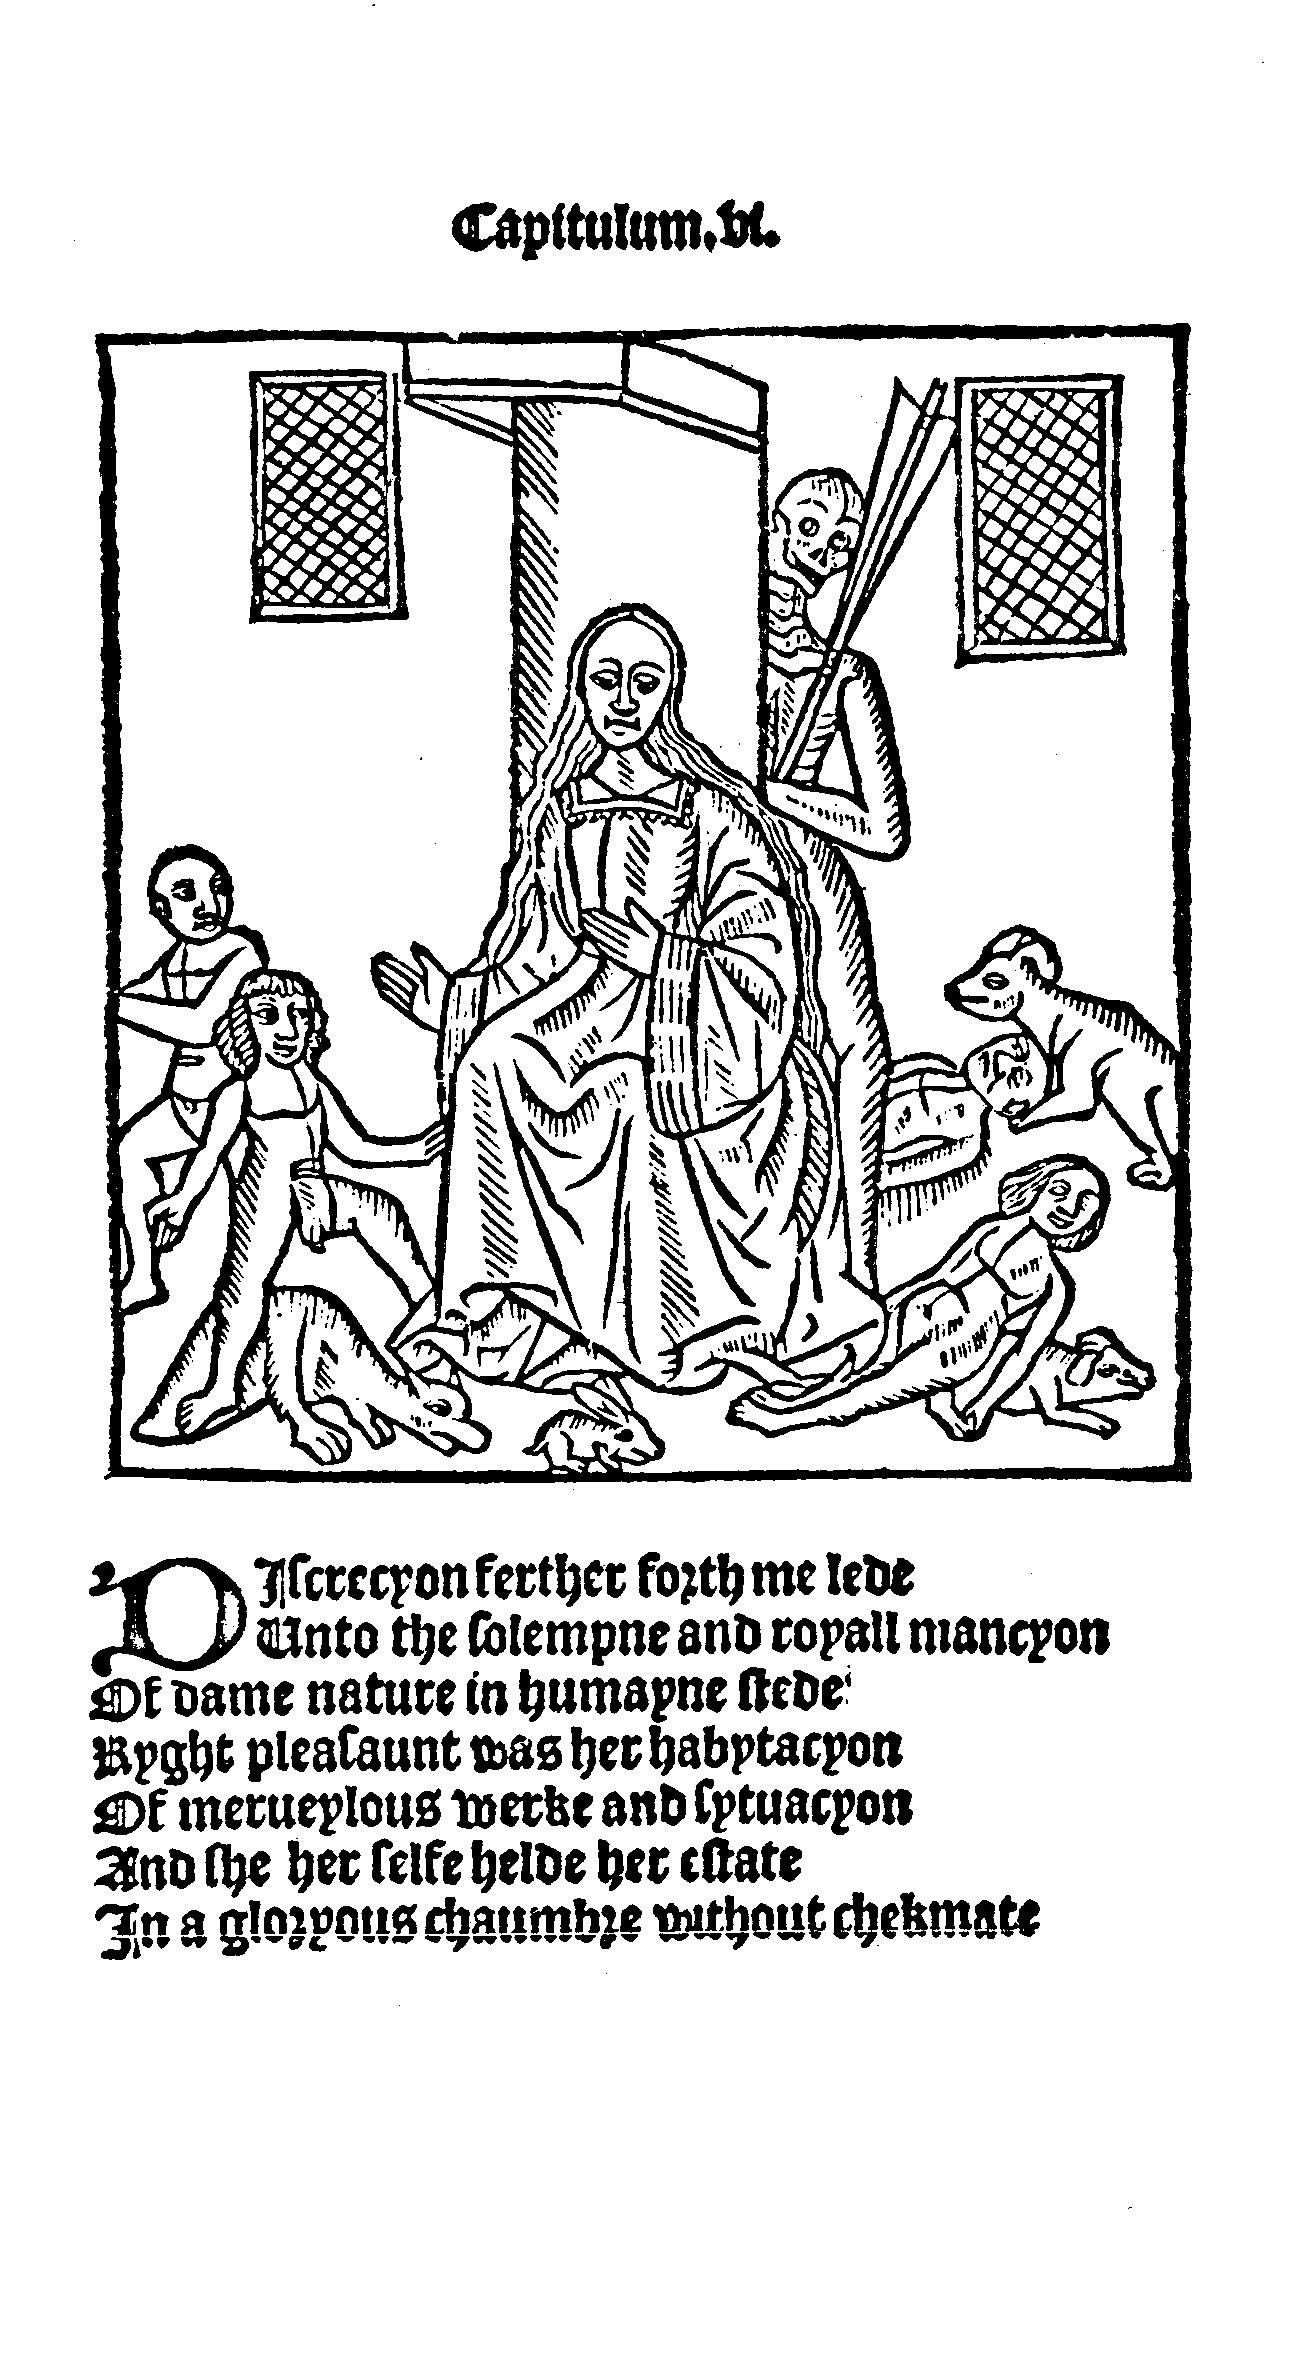 Capitulum.vi.
DIſcrecyon ferther forth me lede
Unto the ſolempne and royall mancyon
Of dame nature in humayne ſtede
Ryght pleaſaunt was her habytacyon
Of merueylous werke and ſytuacyon
And ſhe her ſelfe helde her eſtate
In a gloryous chaumbre without chekmate